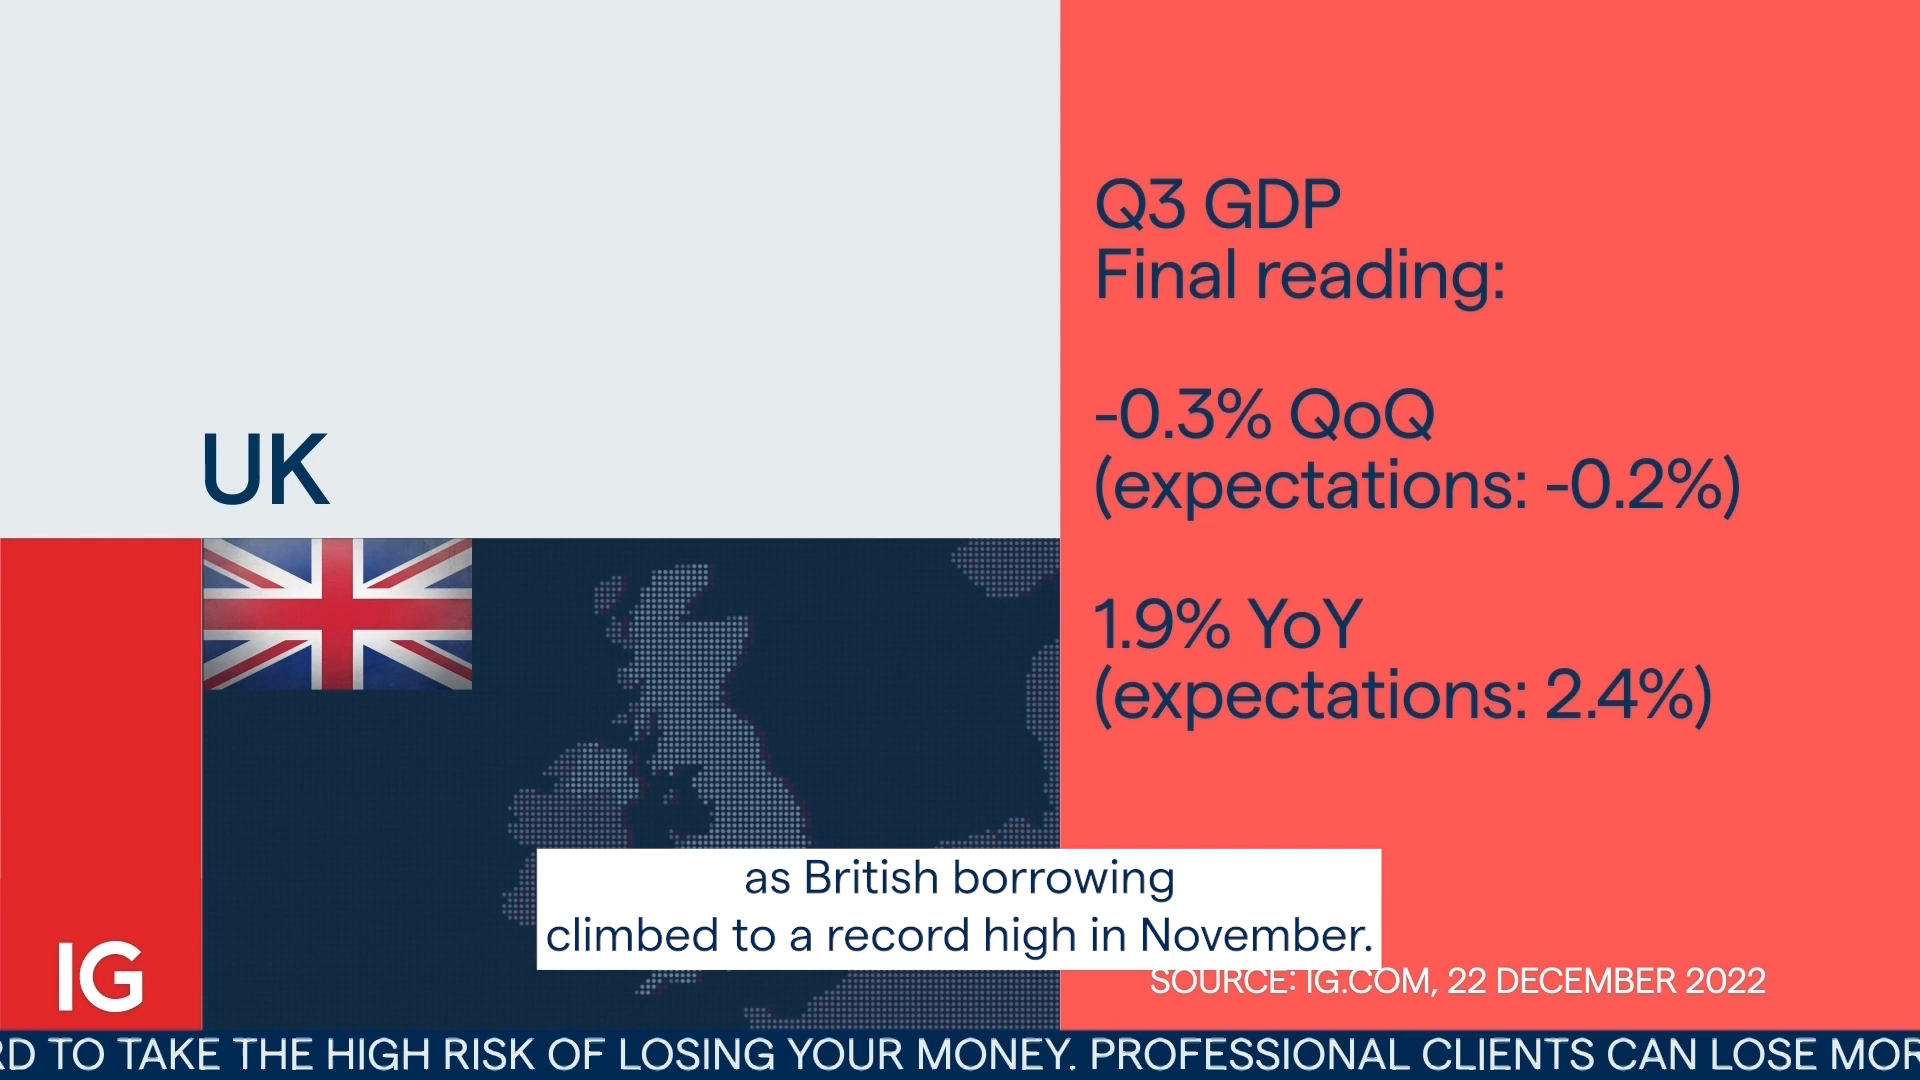 UK
Q3 GDP
Final reading:
-0.3% QoQ
(expectations: -0.2%)
1.9% YoY
(expectations: 2.4%)
as British borrowing
climbed to a record high in November.
IG
SOURCE: IG.COM, 22 DECEMBER 2022
TO TAKE THE HIGH RISK OF LOSING YOUR MONEY. PROFESSIONAL CLIENTS CAN LOSE